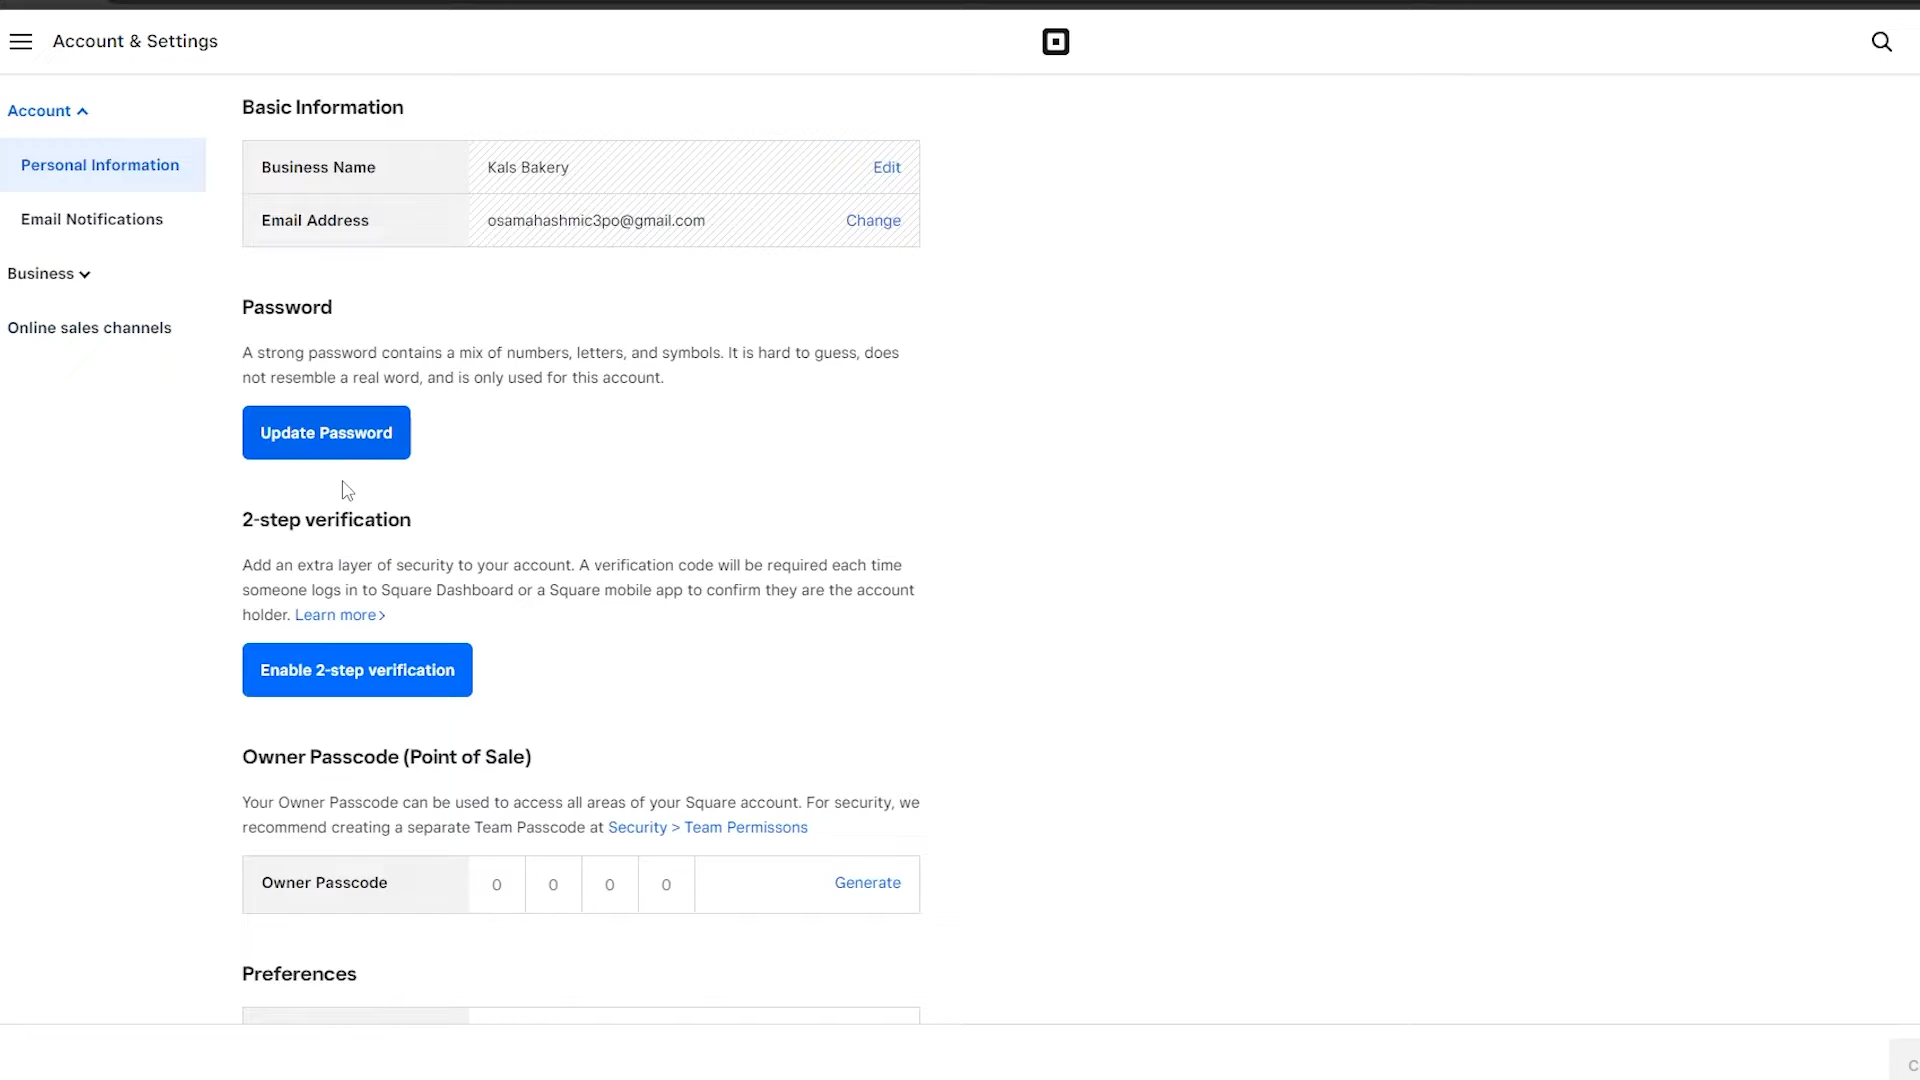 Account & Settings
Account
Personal Information
Email Notifications
Business
Online sales channels
Basic Information
Business Name Kals Bakery Edit
Email Address osamahashmic3po@gmail.com Change
Password
A strong password contains a mix of numbers, letters, and symbols. It is hard to guess, does
not resemble a real word, and is only used for this account.
Update Password
2-step verification
Add an extra layer of security to your account. A verification code will be required each time
someone logs in to Square Dashboard or a Square mobile app to confirm they are the account
holder. Learn more >
Enable 2-step verification
Owner Passcode (Point of Sale)
Your Owner Passcode can be used to access all areas of your Square account. For security, we
recommend creating a separate Team Passcode at Security > Team Permissons
Owner Passcode 0 0 0 0 Generate
Preferences